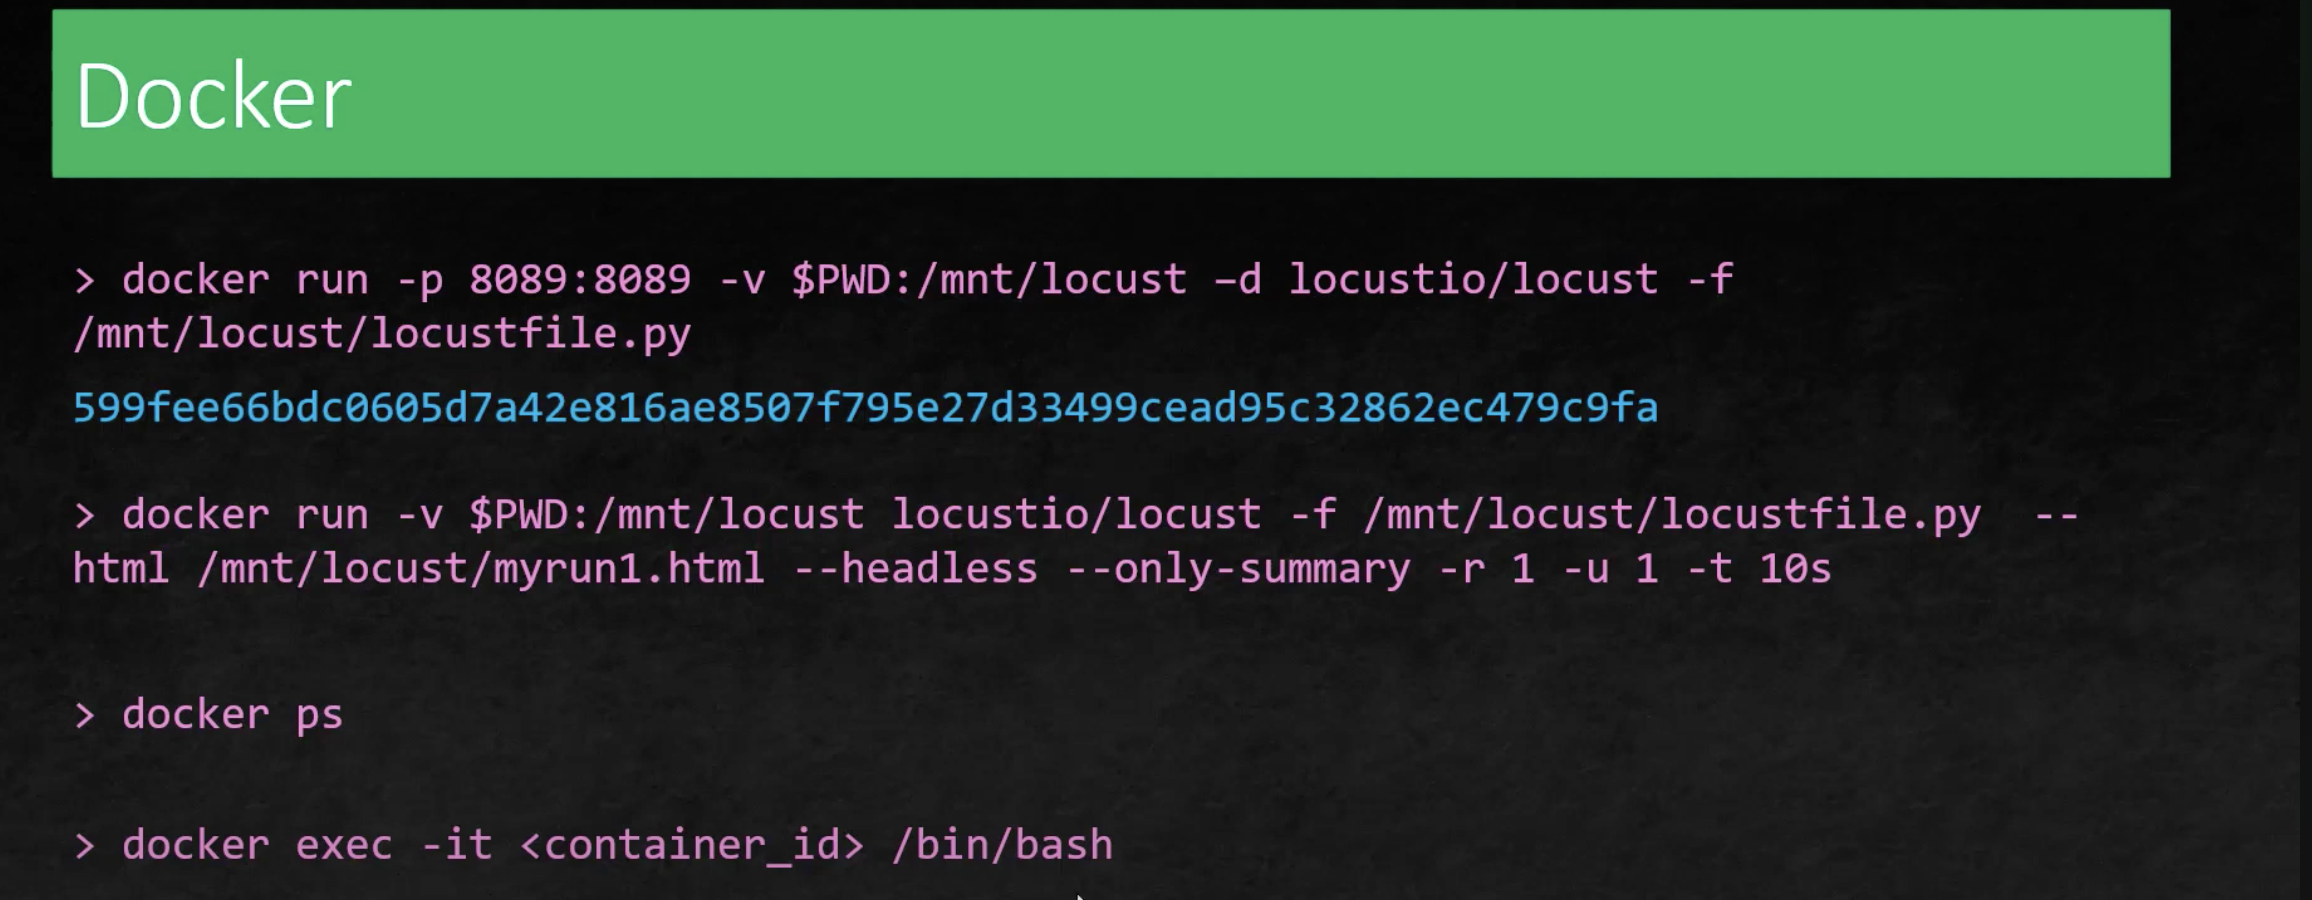 Docker
> docker run -p 8089:8089 -v $PWD:/mnt/locust –d locustio/locust -f
/mnt/locust/locustfile.py
599fee66bdc0605d7a42e816ae8507f795e27d33499cead95c32862ec479c9fa
> docker run -v $PWD:/mnt/locust locustio/locust -f /mnt/locust/locustfile.py  --
html /mnt/locust/myrun1.html --headless --only-summary -r 1 -u 1 -t 10s
> docker ps
> docker exec -it <container_id> /bin/bash